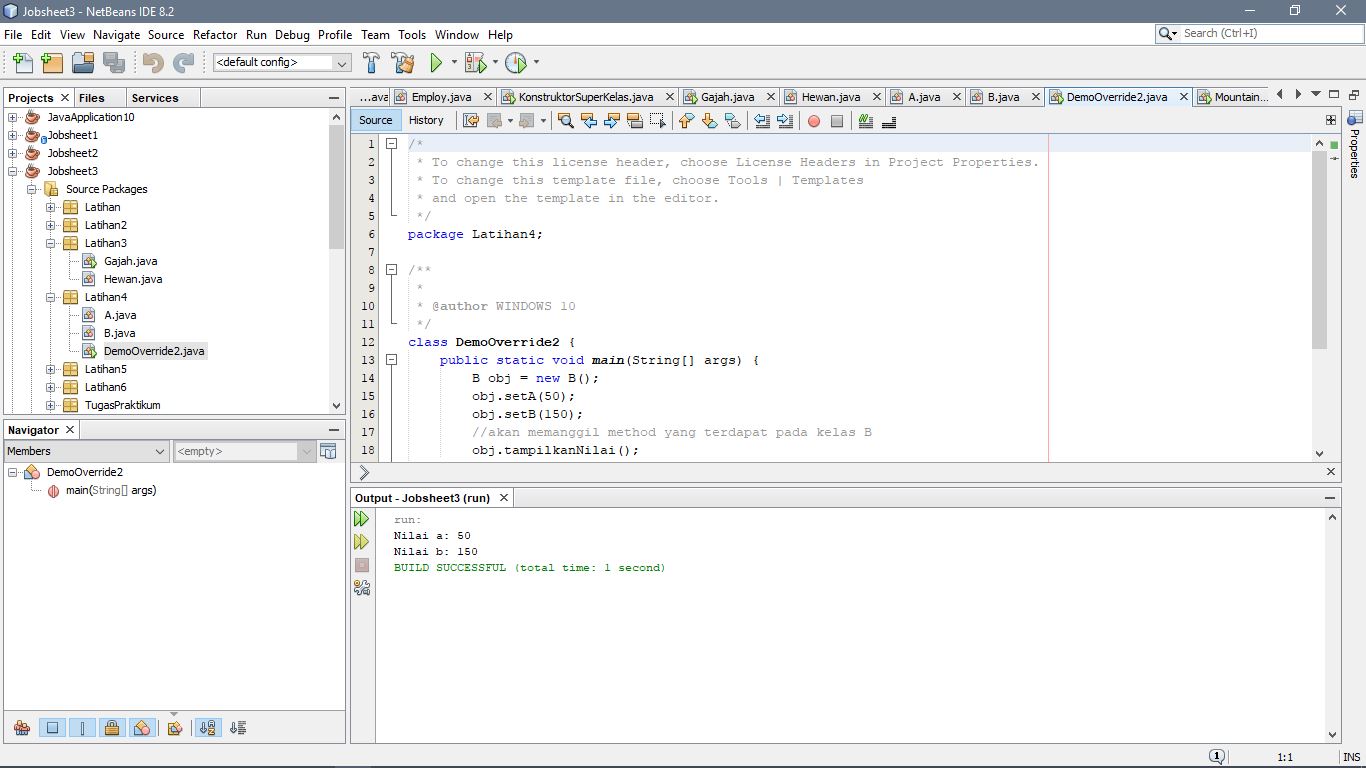 Jobsheet3 - NetBeans IDE 8.2
File Edit View Navigate Source Refactor Run Debug Profile Team Tools Window Help
Search (Ctrl+I)
<default config>
Projects Files Services
JavaApplication10
Jobsheet1
Jobsheet2
Jobsheet3
Source Packages
Latihan
Latihan2
Latihan3
Gajah.java
Hewan.java
Latihan4
A.java
B.java
DemoOverride2.java
Latihan5
Latihan6
TugasPraktikum
Navigator
Members
<empty>
DemoOverride2
main(String[] args)
...ava Employ.java KonstruktorSuperKelas.java Gajah.java Hewan.java A.java B.java DemoOverride2.java Mountain...
Source History
1 /*
2 * To change this license header, choose License Headers in Project Properties.
3 * To change this template file, choose Tools | Templates
4 * and open the template in the editor.
5 */
6 package Latihan4;
7
8 /**
9 *
10 * @author WINDOWS 10
11 */
12 class DemoOverride2 {
13 public static void main(String[] args) {
14 B obj = new B();
15 obj.setA(50);
16 obj.setB(150);
17 //akan memanggil method yang terdapat pada kelas B
18 obj.tampilkanNilai();
Output - Jobsheet3 (run)
run:
Nilai a: 50
Nilai b: 150
BUILD SUCCESSFUL (total time: 1 second)
Properties
1
1:1
INS